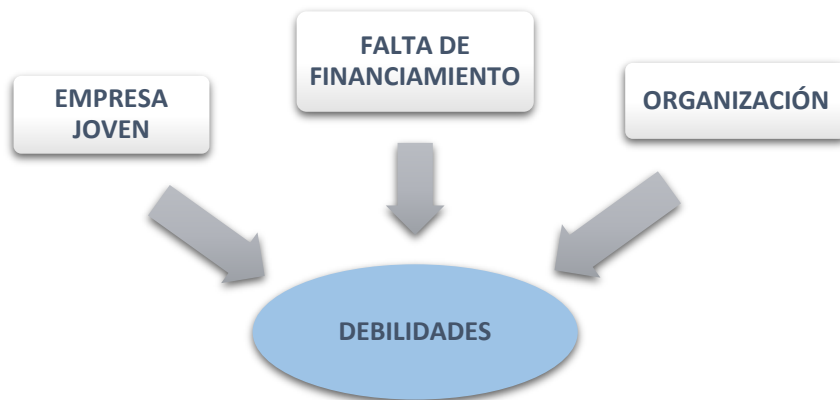 EMPRESA
JOVEN
FALTA DE
FINANCIAMIENTO
ORGANIZACIÓN
DEBILIDADES